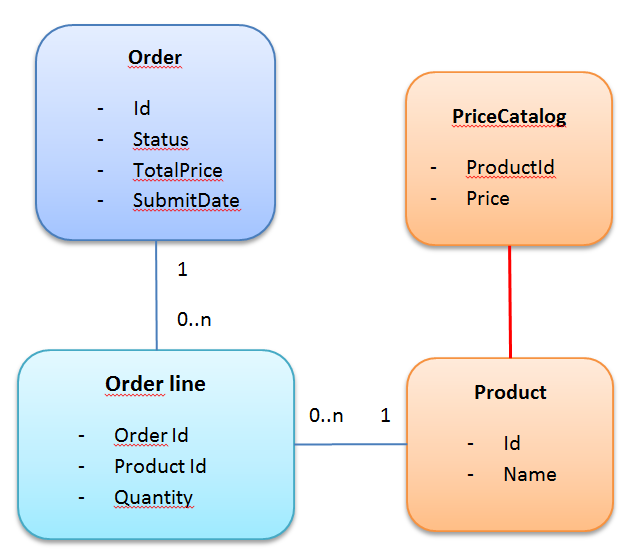 Order
- Id
- Status
- TotalPrice
- SubmitDate
PriceCatalog
- ProductId
- Price
1
0..n
Order line
- Order Id
- Product Id
- Quantity
0..n 1
Product
- Id
- Name